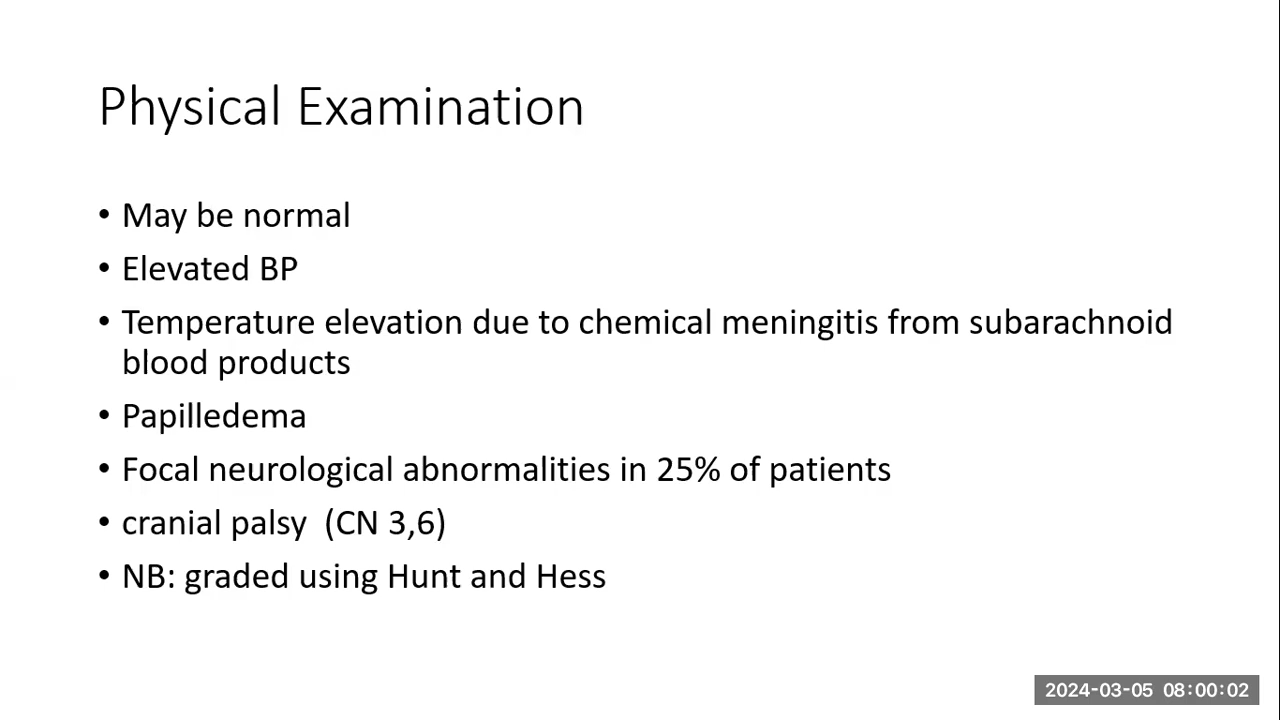 Physical Examination
• May be normal
• Elevated BP
• Temperature elevation due to chemical meningitis from subarachnoid
blood products
• Papilledema
• Focal neurological abnormalities in 25% of patients
• cranial palsy  (CN 3,6)
• NB: graded using Hunt and Hess
2024-03-05 08:00:02